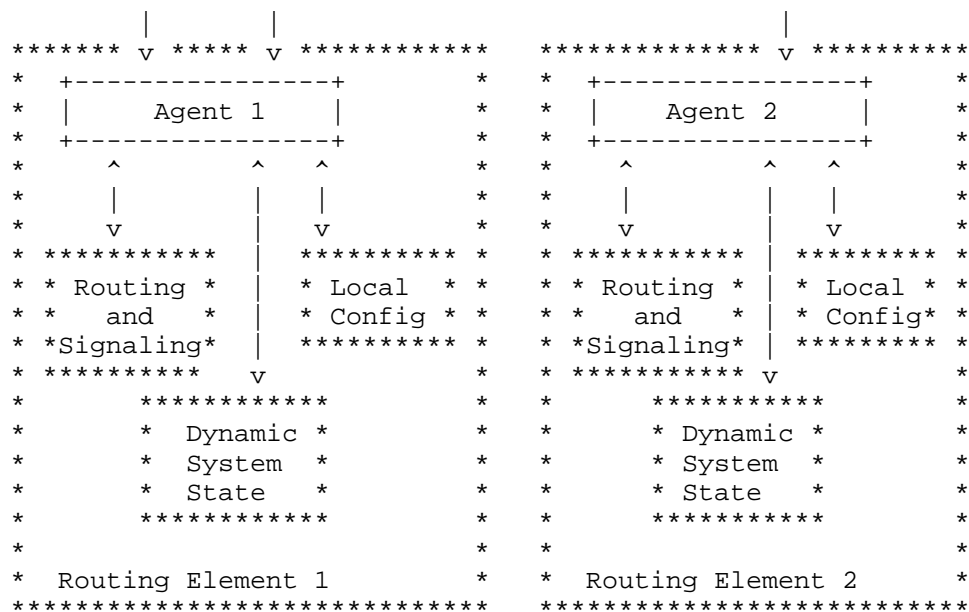 Agent 1 Agent 2
Routing Local Routing Local
and Config and Config
Signaling Signaling
Dynamic Dynamic
System System
State State
Routing Element 1 Routing Element 2